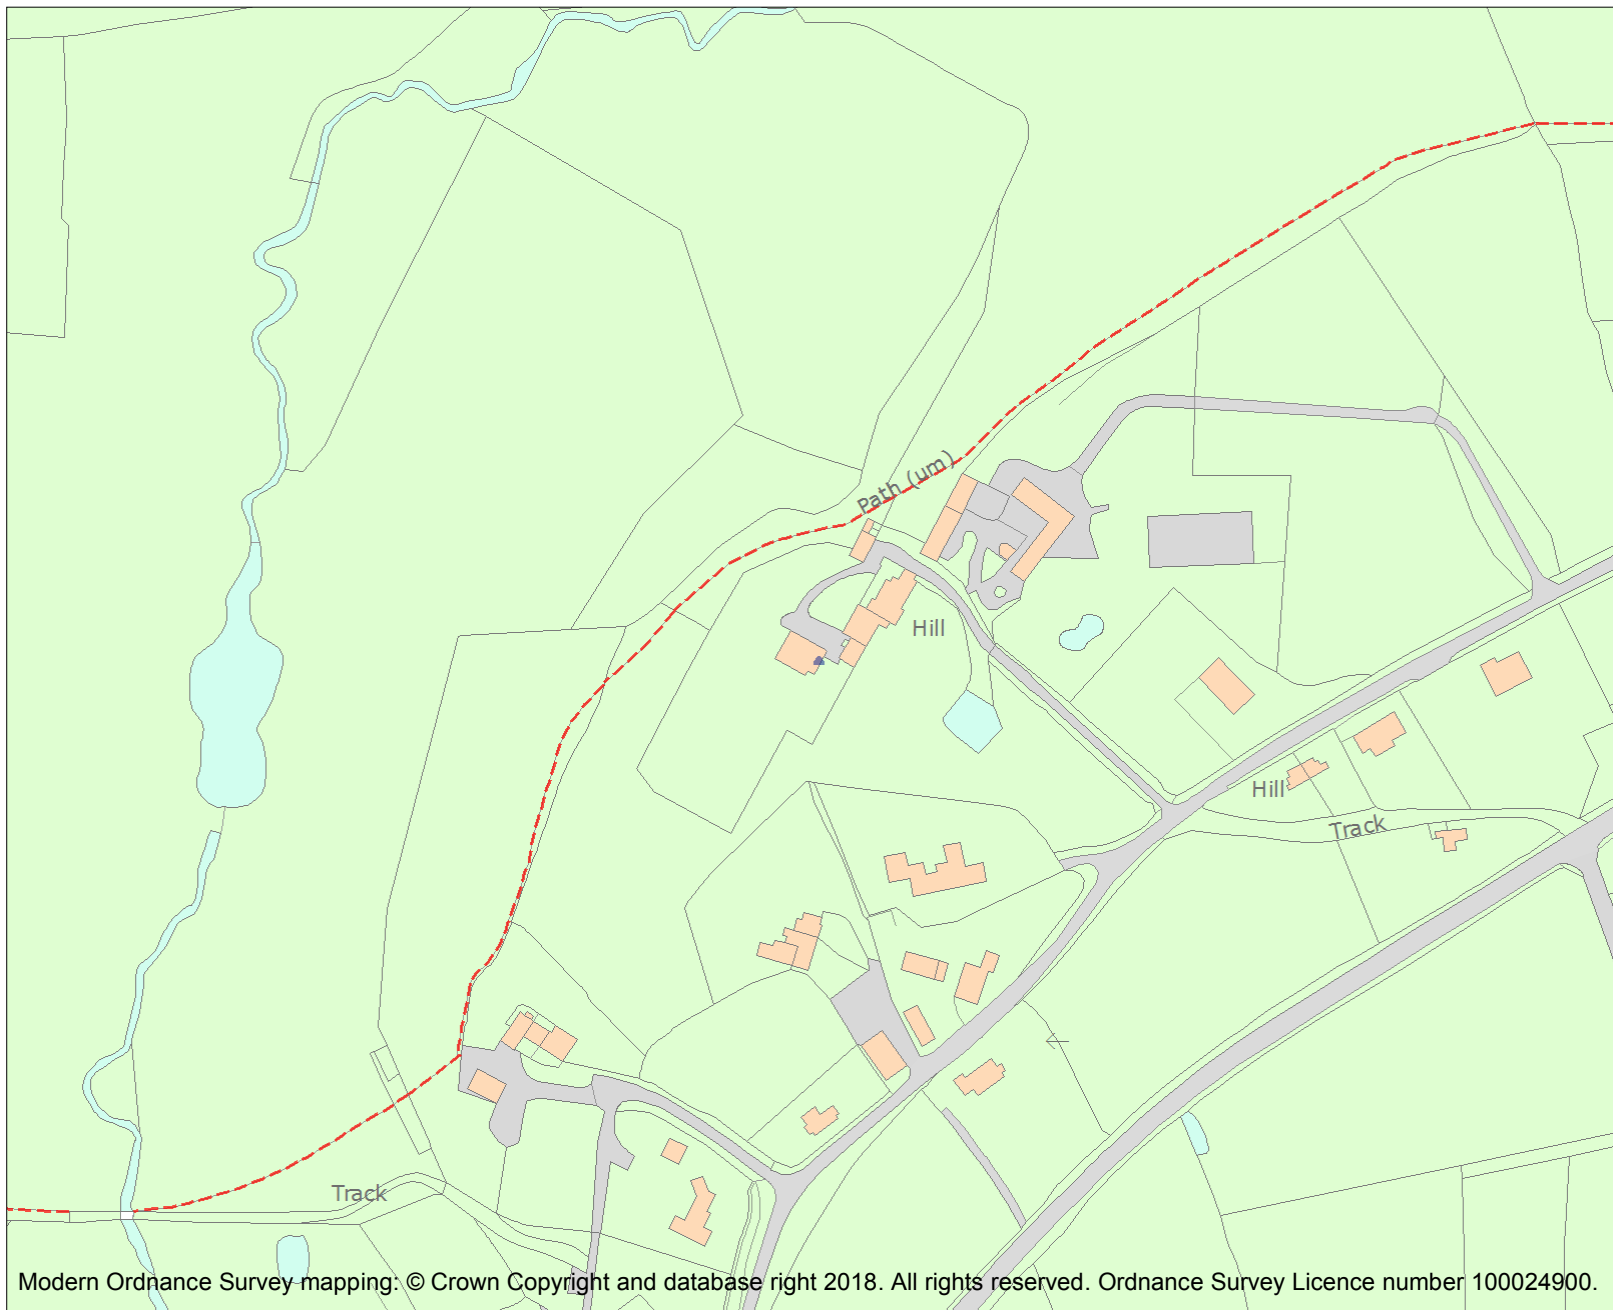 Path (um)
Hill
Hill
Track
Track
Modern Ordnance Survey mapping: © Crown Copyright and database right 2018. All rights reserved. Ordnance Survey Licence number 100024900.